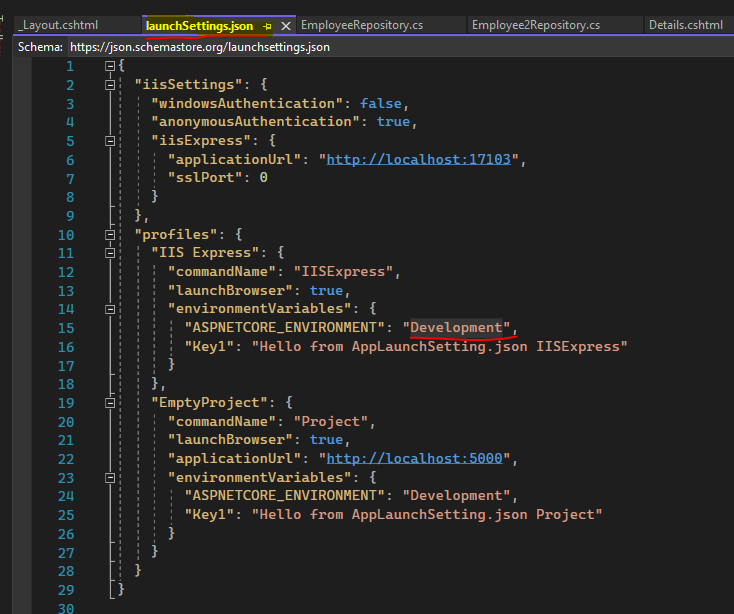 _Layout.cshtml launchSettings.json EmployeeRepository.cs Employee2Repository.cs Details.cshtml
Schema: https://json.schemastore.org/launchsettings.json
1 {
2 "iisSettings": {
3 "windowsAuthentication": false,
4 "anonymousAuthentication": true,
5 "iisExpress": {
6 "applicationUrl": "http://localhost:17103",
7 "sslPort": 0
8 }
9 },
10 "profiles": {
11 "IIS Express": {
12 "commandName": "IISExpress",
13 "launchBrowser": true,
14 "environmentVariables": {
15 "ASPNETCORE_ENVIRONMENT": "Development",
16 "Key1": "Hello from AppLaunchSetting.json IISExpress"
17 }
18 },
19 "EmptyProject": {
20 "commandName": "Project",
21 "launchBrowser": true,
22 "applicationUrl": "http://localhost:5000",
23 "environmentVariables": {
24 "ASPNETCORE_ENVIRONMENT": "Development",
25 "Key1": "Hello from AppLaunchSetting.json Project"
26 }
27 }
28 }
29 }
30